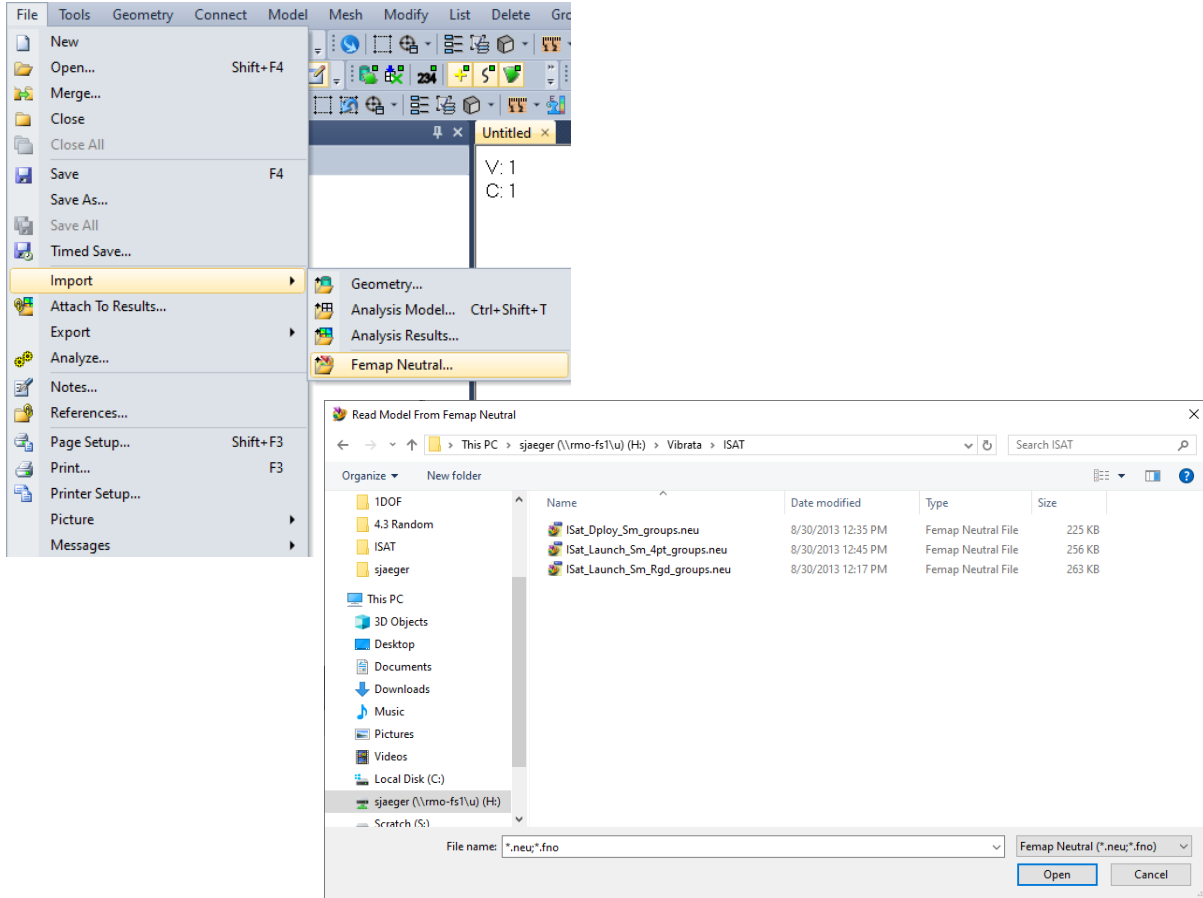 File Tools Geometry Connect Model Mesh Modify List Delete Gro
New
Open... Shift+F4
Merge...
Close
Close All
Save F4
Save As...
Save All
Timed Save...
Import
Attach To Results...
Export
Analyze...
Notes...
References...
Page Setup... Shift+F3
Print... F3
Printer Setup...
Picture
Messages
234
Untitled
V: 1
C: 1
Geometry...
Analysis Model... Ctrl+Shift+T
Analysis Results...
Femap Neutral...
Read Model From Femap Neutral
This PC > sjaeger (\\rmo-fs1\u) (H:) > Vibrata > ISAT
Search ISAT
Organize New folder
1DOF
4.3 Random
ISAT
sjaeger
This PC
3D Objects
Desktop
Documents
Downloads
Music
Pictures
Videos
Local Disk (C:)
sjaeger (\\rmo-fs1\u) (H:)
Scratch (S:)
Name Date modified Type Size
ISat_Dploy_Sm_groups.neu 8/30/2013 12:35 PM Femap Neutral File 225 KB
ISat_Launch_Sm_4pt_groups.neu 8/30/2013 12:45 PM Femap Neutral File 256 KB
ISat_Launch_Sm_Rgd_groups.neu 8/30/2013 12:17 PM Femap Neutral File 263 KB
File name: *.neu;*.fno Femap Neutral (*.neu;*.fno)
Open Cancel